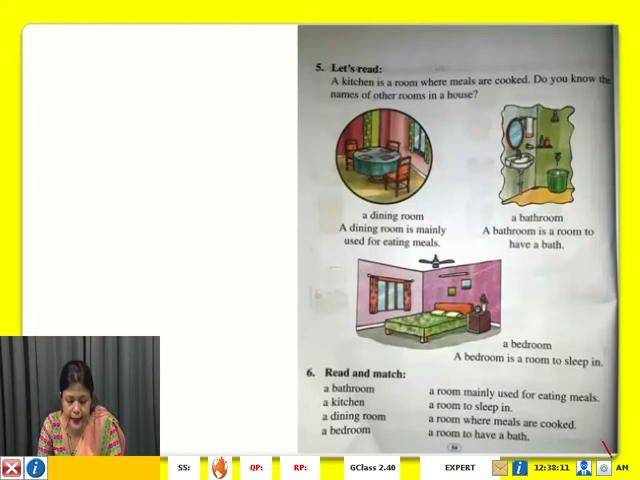 5. Let's read:
A kitchen is a room where meals are cooked. Do you know the
names of other rooms in a house?
a dining room
A dining room is mainly
used for eating meals.
a bathroom
A bathroom is a room to
have a bath.
a bedroom
A bedroom is a room to sleep in.
6. Read and match:
a bathroom a room mainly used for eating meals.
a kitchen a room to sleep in.
a dining room a room where meals are cooked.
a bedroom a room to have a bath.
SS: QP: RP: GClass 2.40 EXPERT 12:38:11 AM